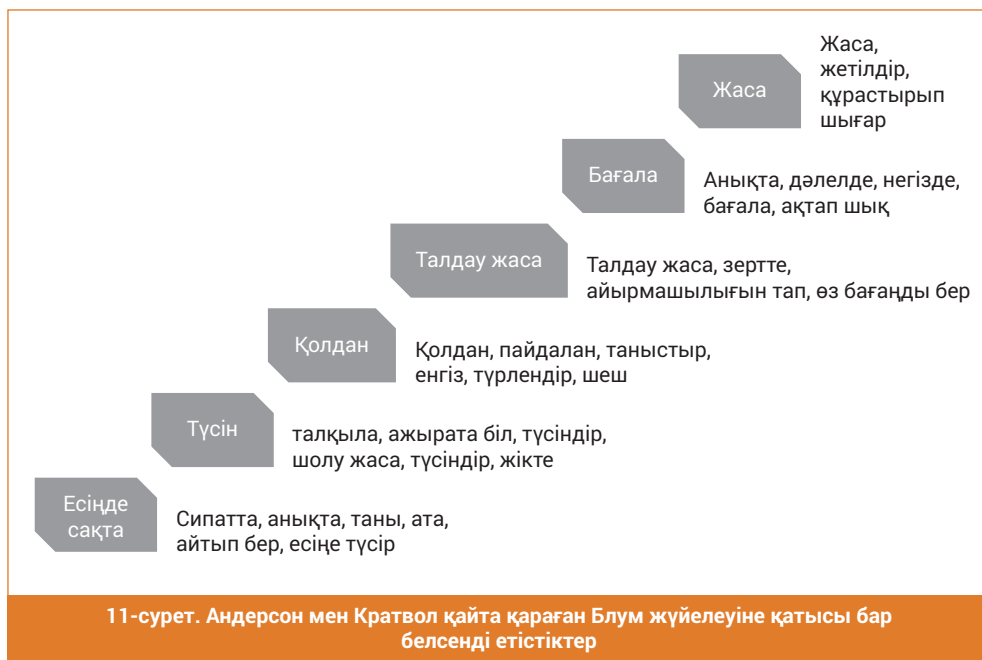 Жаса
Жаса,
жетілдір,
құрастырып
шығар
Бағала
Анықта, дәлелде, негізде,
бағала, ақтап шық
Талдау жаса
Талдау жаса, зертте,
айырмашылығын тап, өз бағаңды бер
Қолдан
Қолдан, пайдалан, таныстыр,
енгіз, түрлендір, шеш
Түсін
талқыла, ажырата біл, түсіндір,
шолу жаса, түсіндір, жікте
Есіңде
сақта
Сипатта, анықта, таны, ата,
айтып бер, есіңе түсір
11-сурет. Андерсон мен Кратвол қайта қараған Блум жүйелеуіне қатысы бар
белсенді етістіктер